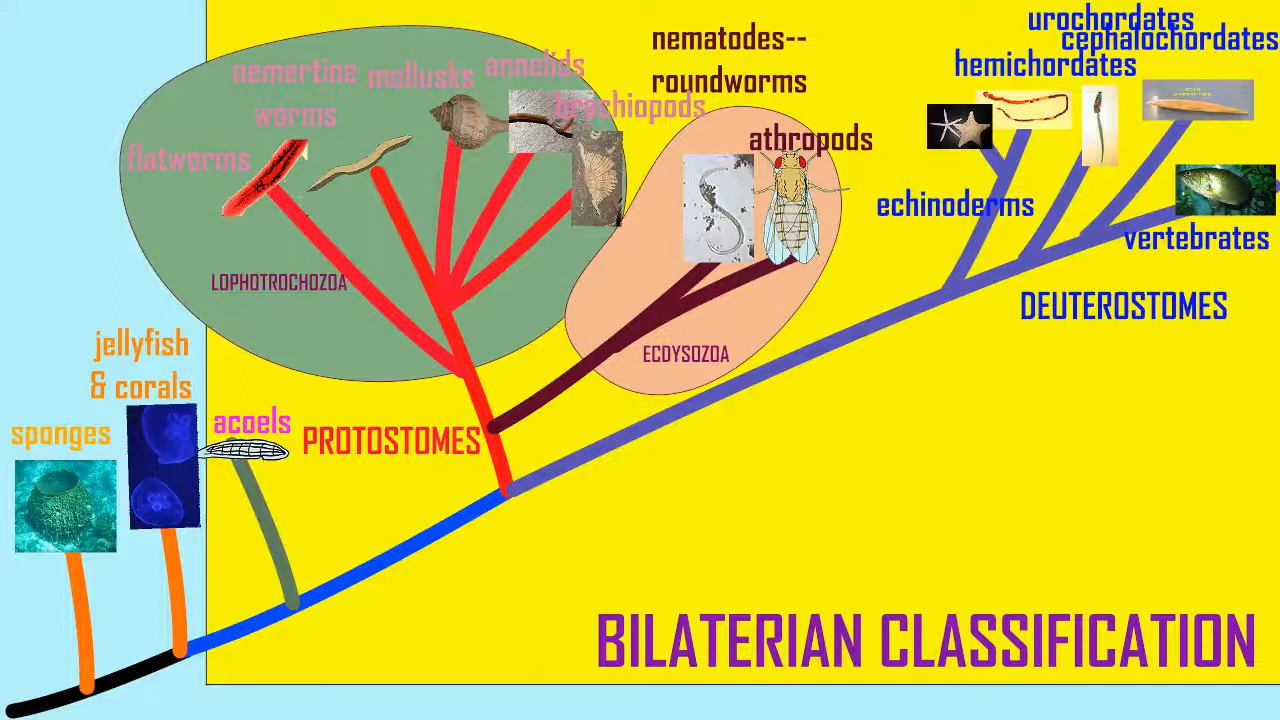 urochordates
cephalochordates
hemichordates
nematodes--
roundworms
nemertine
worms
mollusks
annelids
brachiopods
athropods
flatworms
echinoderms
vertebrates
LOPHOTROCHOZOA
DEUTEROSTOMES
jellyfish
& corals
ECDYSOZOA
sponges
acoels
PROTOSTOMES
BILATERIAN CLASSIFICATION